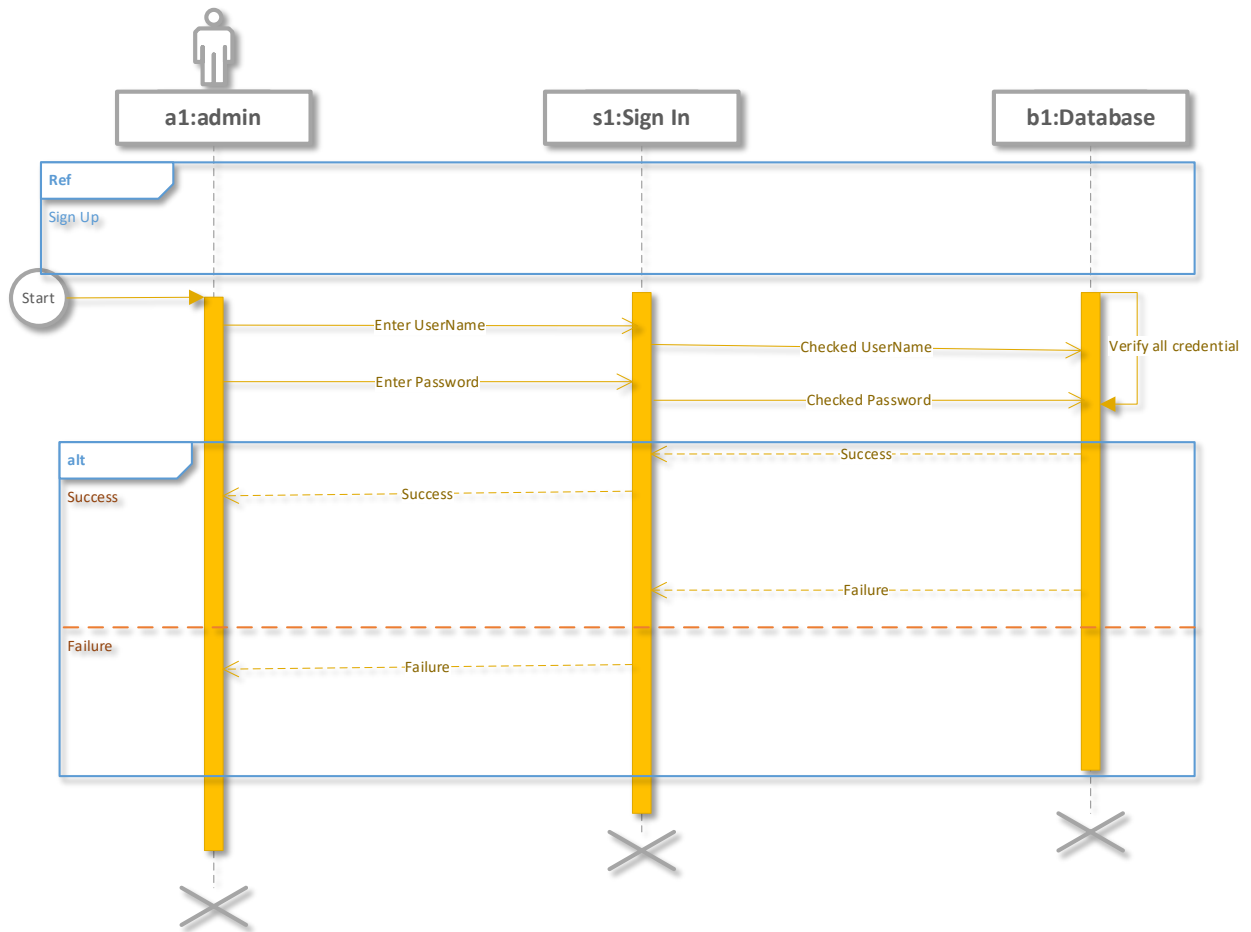 a1:admin
s1:Sign In
b1:Database
Ref
Sign Up
Start
Enter UserName
Checked UserName
Verify all credential
Enter Password
Checked Password
alt
Success
Success
Success
Failure
Failure
Failure